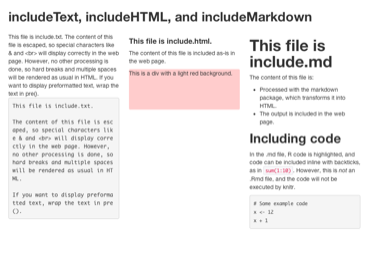 includeText, includeHTML, and includeMarkdown
This file is include.txt. The content of this
file is escaped, so special characters like
& and <br> will display correctly in the web
page. However, no other processing is
done, so hard breaks and multiple spaces
will be rendered as usual in HTML. If you
want to display preformatted text, wrap the
text in pre().
This file is include.txt.
The content of this file is esc
aped, so special characters lik
e & and <br> will display corre
ctly in the web page. However,
no other processing is done, so
hard breaks and multiple spaces
will be rendered as usual in HT
ML.
If you want to display preforma
tted text, wrap the text in pre
().
This file is include.html.
The content of this file is included as-is in
the web page.
This is a div with a light red background.
This file is
include.md
The content of this file is:
• Processed with the markdown
package, which transforms it into
HTML.
• The output is included in the web
page.
Including code
In the .md file, R code is highlighted, and
code can be included inline with backticks,
as in sum(1:10). However, this is not an
.Rmd file, and the code will not be
executed by knitr.
# Some example code
x <- 12
x + 1